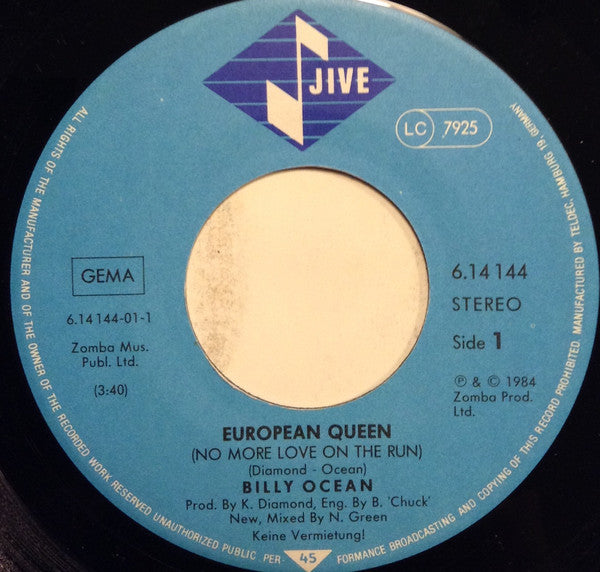 JIVE
LC 7925
GEMA
6.14 144-01-1
Zomba Mus.
Publ. Ltd.
(3:40)
6.14 144
STEREO
Side 1
℗ & © 1984
Zomba Prod.
Ltd.
EUROPEAN QUEEN
(NO MORE LOVE ON THE RUN)
(Diamond - Ocean)
BILLY OCEAN
Prod. By K. Diamond, Eng. By B. 'Chuck'
New, Mixed By N. Green
Keine Vermietung!
45
ALL RIGHTS OF THE MANUFACTURER AND OF THE OWNER OF THE RECORDED WORK RESERVED UNAUTHORIZED PUBLIC PER- FORMANCE BROADCASTING AND COPYING OF THIS RECORD PROHIBITED. MANUFACTURED BY TELDEC, HAMBURG 19, GERMANY